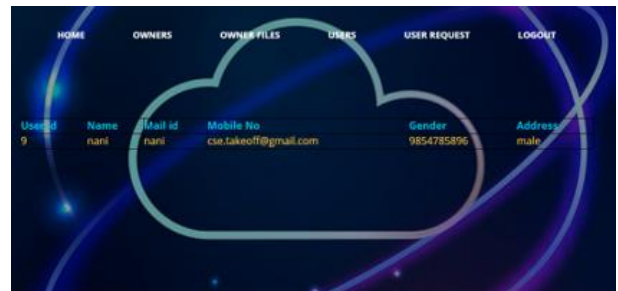 HOME OWNERS OWNER FILES USERS USER REQUEST LOGOUT
User id Name Mail id Mobile No Gender Address
9 nani nani cse.takeoff@gmail.com 9854785896 male